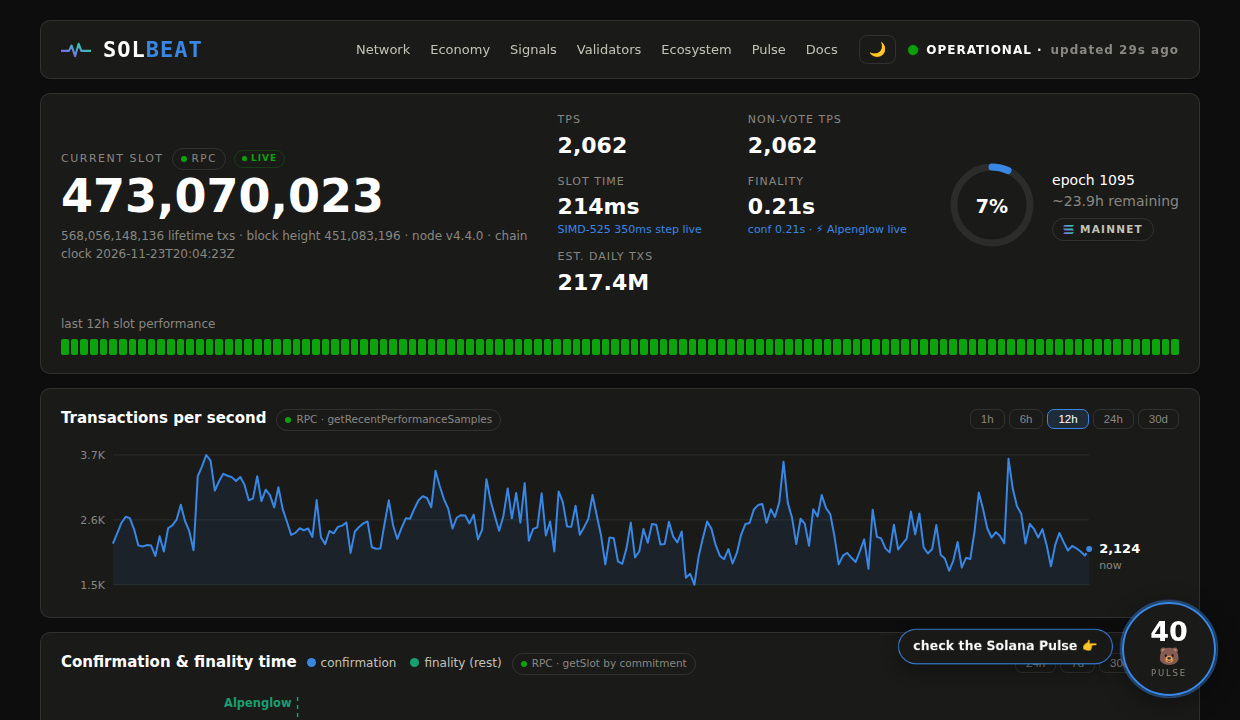 SOLBEAT
Network Economy Signals Validators Ecosystem Pulse Docs 🌙 OPERATIONAL · updated 29s ago
CURRENT SLOT RPC LIVE
473,070,023
568,056,148,136 lifetime txs · block height 451,083,196 · node v4.4.0 · chain
clock 2026-11-23T20:04:23Z
TPS
2,062
NON-VOTE TPS
2,062
SLOT TIME
214ms
SIMD-525 350ms step live
FINALITY
0.21s
conf 0.21s · ⚡ Alpenglow live
EST. DAILY TXS
217.4M
7%
epoch 1095
~23.9h remaining
MAINNET
last 12h slot performance
Transactions per second RPC · getRecentPerformanceSamples
1h 6h 12h 24h 30d
3.7K
2.6K
1.5K
2,124
now
Confirmation & finality time confirmation finality (rest) RPC · getSlot by commitment
check the Solana Pulse 👉
40
🐻
PULSE
Alpenglow